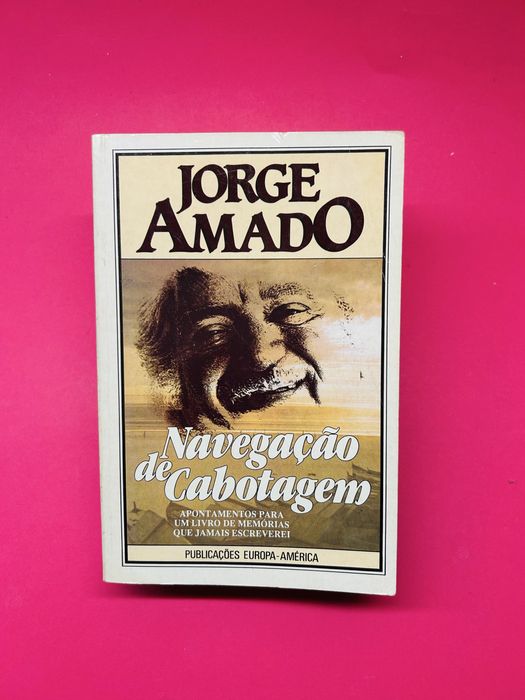 JORGE
AMADO
Navegação
de Cabotagem
APONTAMENTOS PARA
UM LIVRO DE MEMÓRIAS
QUE JAMAIS ESCREVEREI
PUBLICAÇÕES EUROPA-AMÉRICA